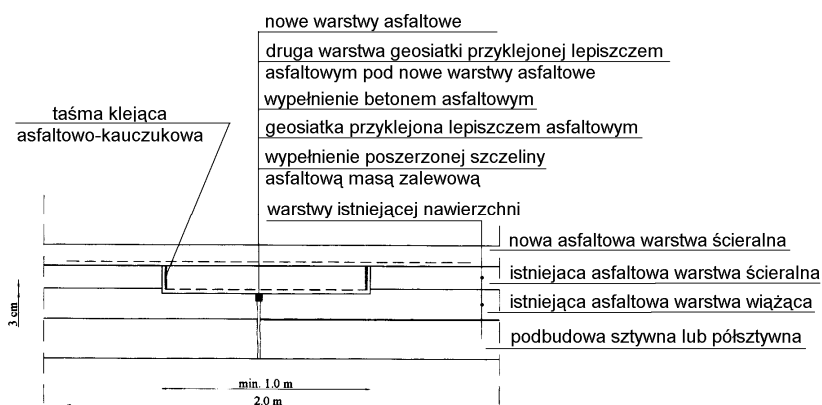 nowe warstwy asfaltowe
druga warstwa geosiatki przyklejonej lepiszczem
asfaltowym pod nowe warstwy asfaltowe
wypełnienie betonem asfaltowym
geosiatka przyklejona lepiszczem asfaltowym
wypełnienie poszerzonej szczeliny
asfaltową masą zalewową
warstwy istniejącej nawierzchni
taśma klejąca
asfaltowo-kauczukowa
nowa asfaltowa warstwa ścieralna
istniejaca asfaltowa warstwa ścieralna
istniejąca asfaltowa warstwa wiążąca
podbudowa sztywna lub półsztywna
3 cm
min. 1.0 m
2.0 m